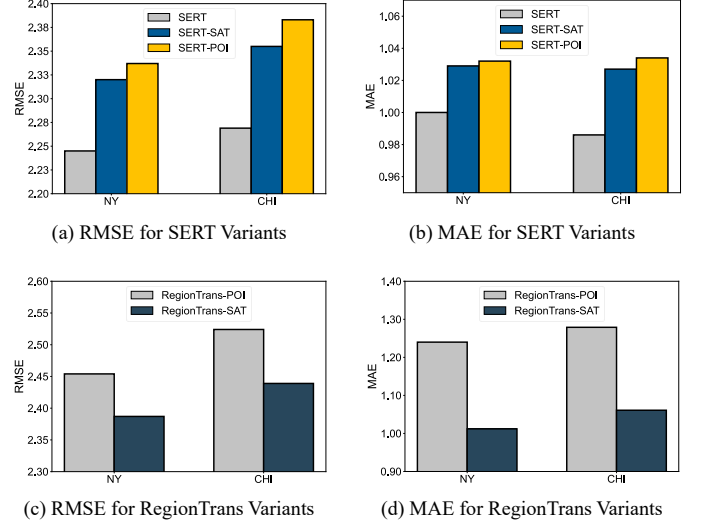 2.40
2.38
2.35
2.33
2.30
2.28
2.25
2.23
2.20
RMSE
SERT
SERT-SAT
SERT-POI
NY
CHI
(a) RMSE for SERT Variants
1.06
1.04
1.02
1.00
0.98
0.96
MAE
SERT
SERT-SAT
SERT-POI
NY
CHI
(b) MAE for SERT Variants
2.60
2.55
2.50
2.45
2.40
2.35
2.30
RMSE
RegionTrans-POI
RegionTrans-SAT
NY
CHI
(c) RMSE for RegionTrans Variants
1.40
1.30
1.20
1.10
1.00
0.90
MAE
RegionTrans-POI
RegionTrans-SAT
NY
CHI
(d) MAE for RegionTrans Variants